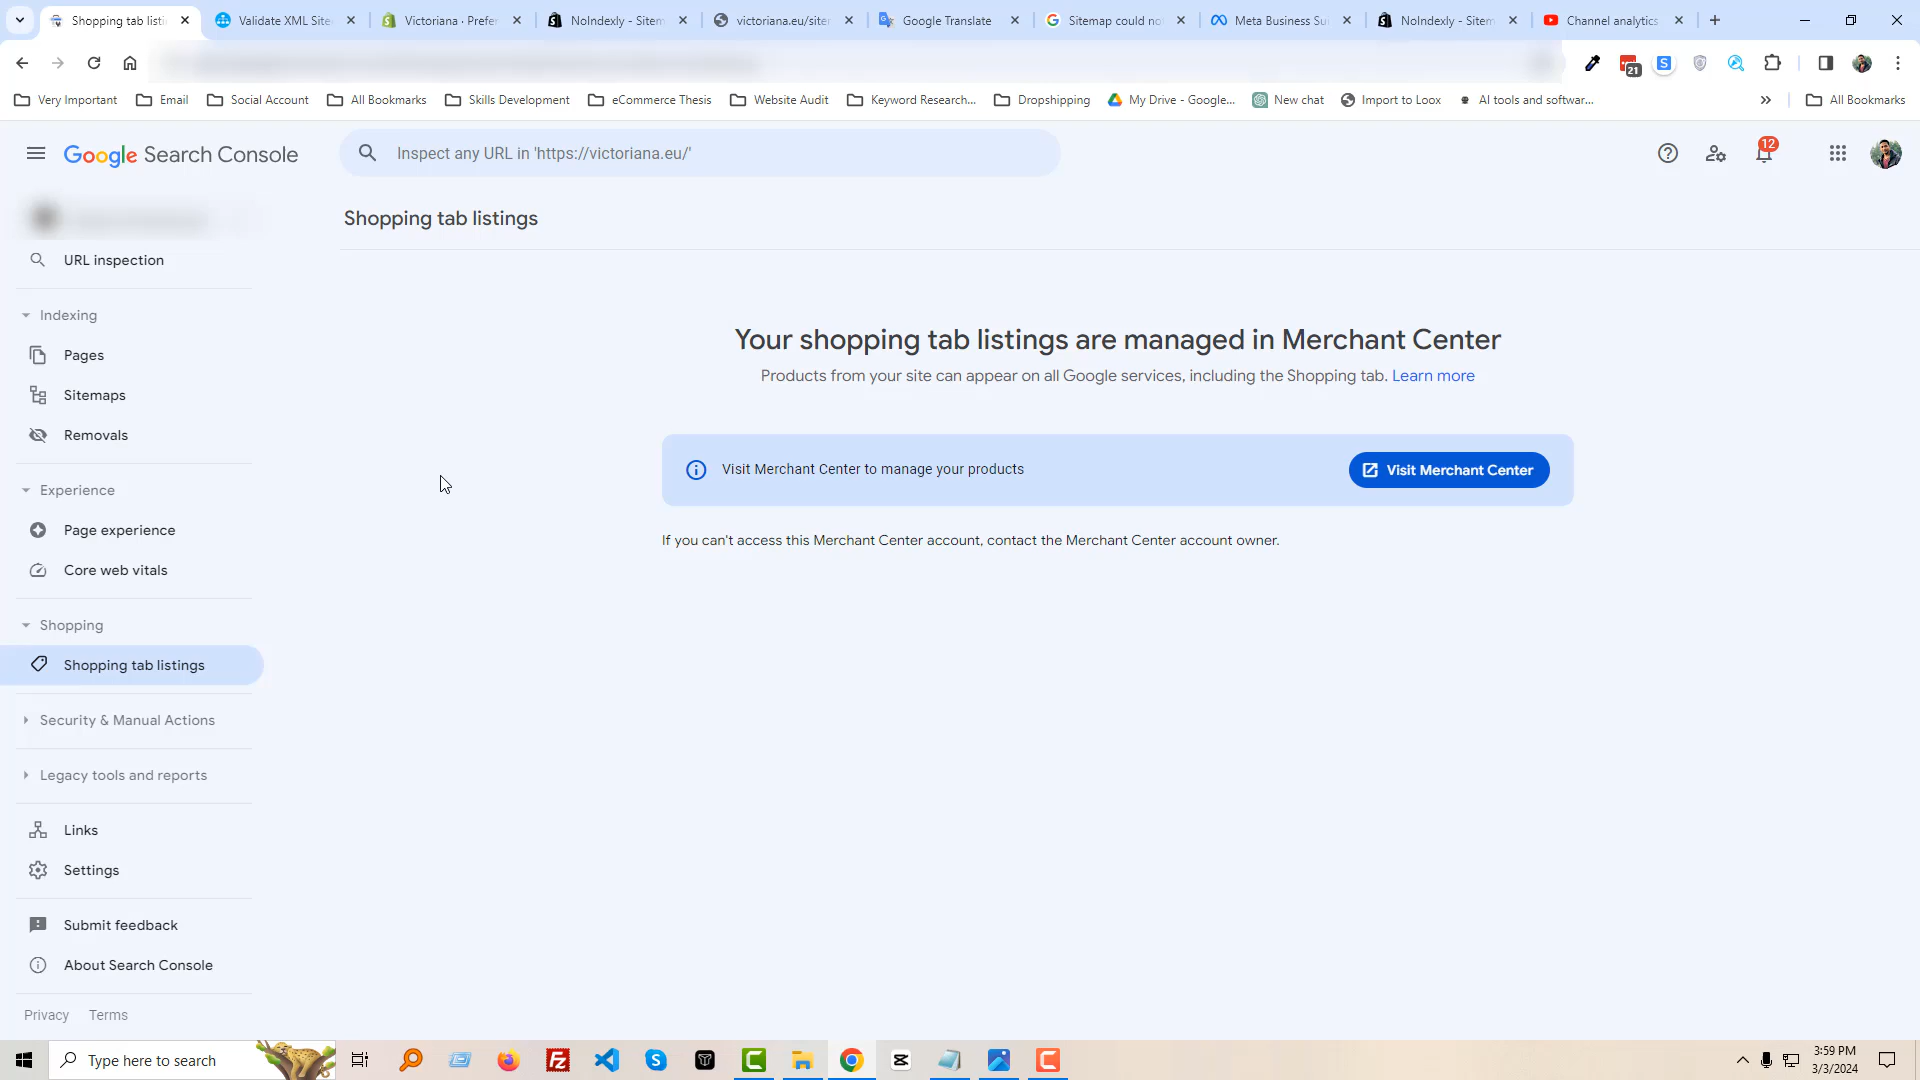 Shopping tab listi
Validate XML Site
Victoriana · Prefer
NoIndexly - Sitem
victoriana.eu/siter
Google Translate
Sitemap could no
Meta Business Su
NoIndexly - Sitem
Channel analytics
21
Very Important
Email
Social Account
All Bookmarks
Skills Development
eCommerce Thesis
Website Audit
Keyword Research...
Dropshipping
My Drive - Google...
New chat
Import to Loox
AI tools and softwar...
All Bookmarks
Google Search Console
Inspect any URL in 'https://victoriana.eu/'
12
Shopping tab listings
URL inspection
Indexing
Pages
Sitemaps
Removals
Experience
Page experience
Core web vitals
Shopping
Shopping tab listings
Security & Manual Actions
Legacy tools and reports
Links
Settings
Submit feedback
About Search Console
Privacy Terms
Your shopping tab listings are managed in Merchant Center
Products from your site can appear on all Google services, including the Shopping tab. Learn more
Visit Merchant Center to manage your products
Visit Merchant Center
If you can't access this Merchant Center account, contact the Merchant Center account owner.
Type here to search
3:59 PM
3/3/2024